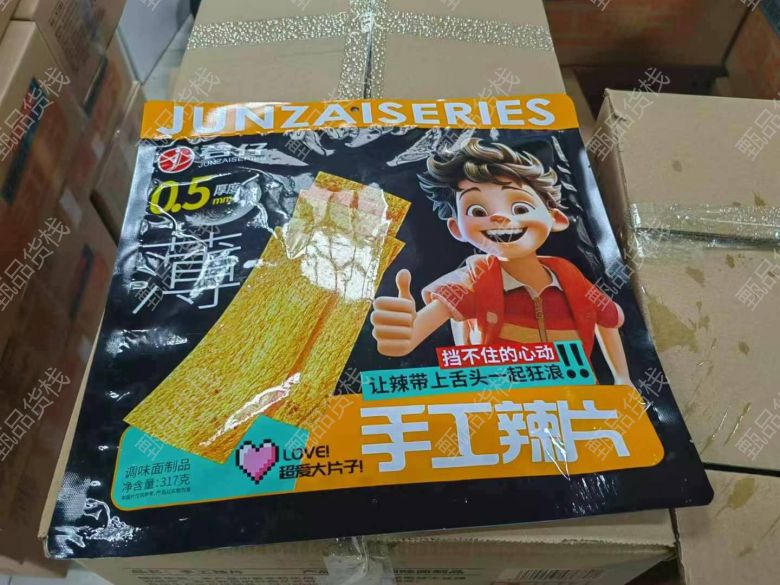 JUNZAISERIES
君仔
JUNZAISERIES
0.5
厚度
mm
薄
挡不住的心动
让辣带上舌头一起狂浪
!!
手工辣片
LOVE!
超爱大片子!
调味面制品
净含量:317克
甄品货栈